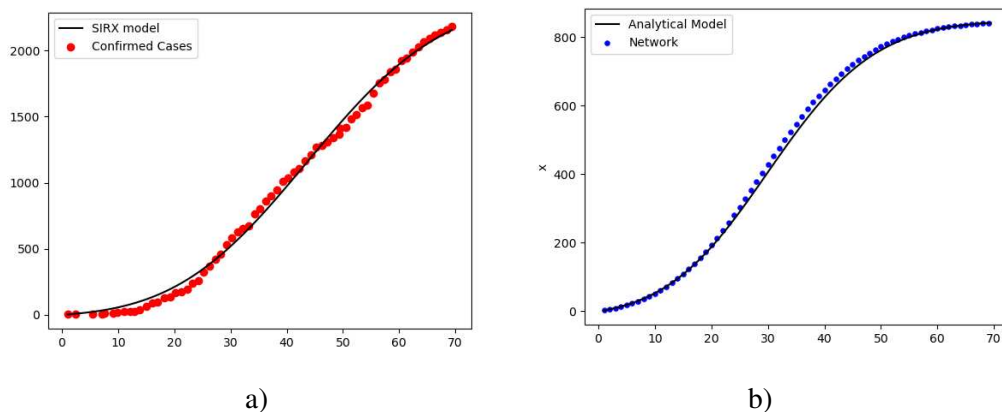 SIRX model
Confirmed Cases
2000
1500
1000
500
0
0 10 20 30 40 50 60 70
a)
Analytical Model
Network
800
600
x
400
200
0
0 10 20 30 40 50 60 70
b)